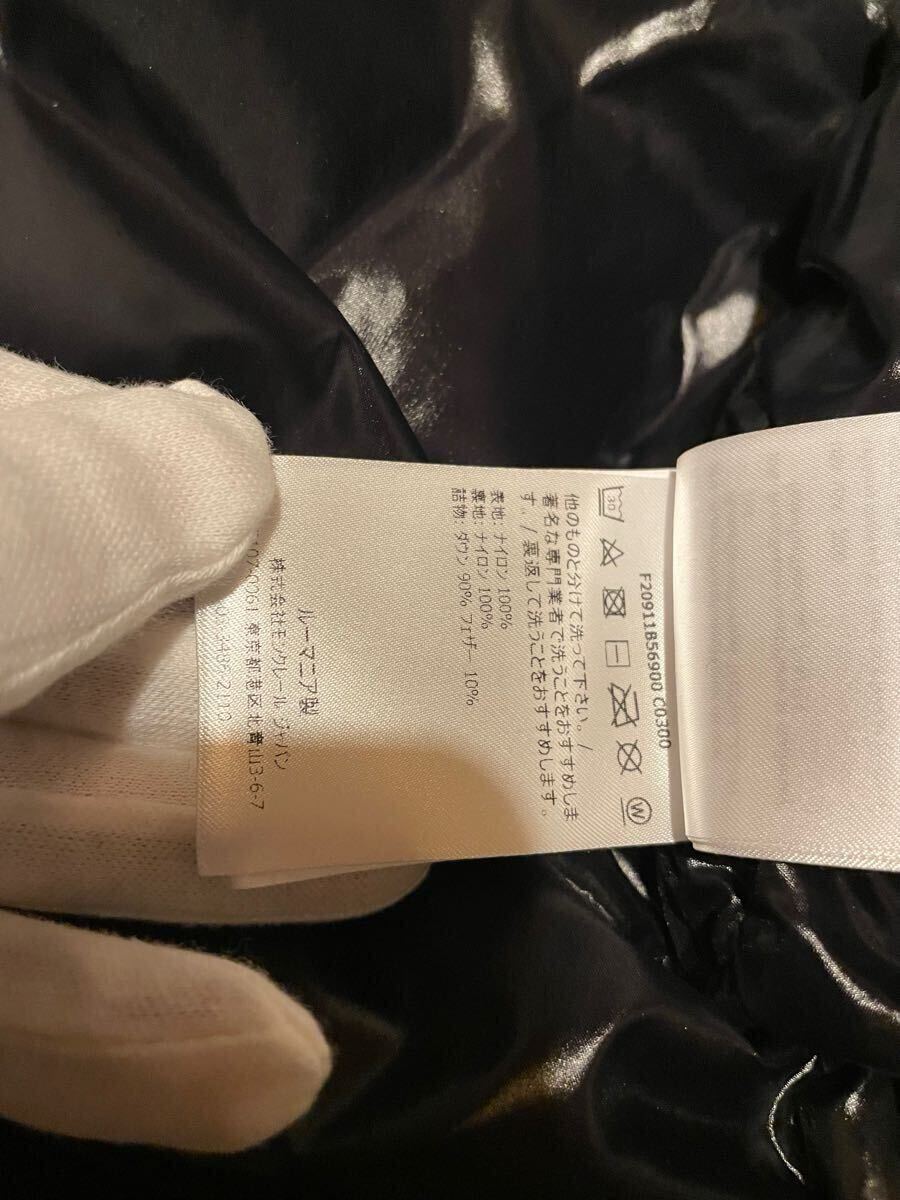 F20911B56900 C0300
30
W
他のものと分けて洗って下さい。/
著名な専門業者で洗うことをおすすめしま
す。/ 裏返して洗うことをおすすめします。
表地: ナイロン 100%
裏地: ナイロン 100%
詰物: ダウン 90% フェザー 10%
ルーマニア製
株式会社モンクレール ジャパン
107-0061 東京都港区 北青山3-6-7
3486-2110